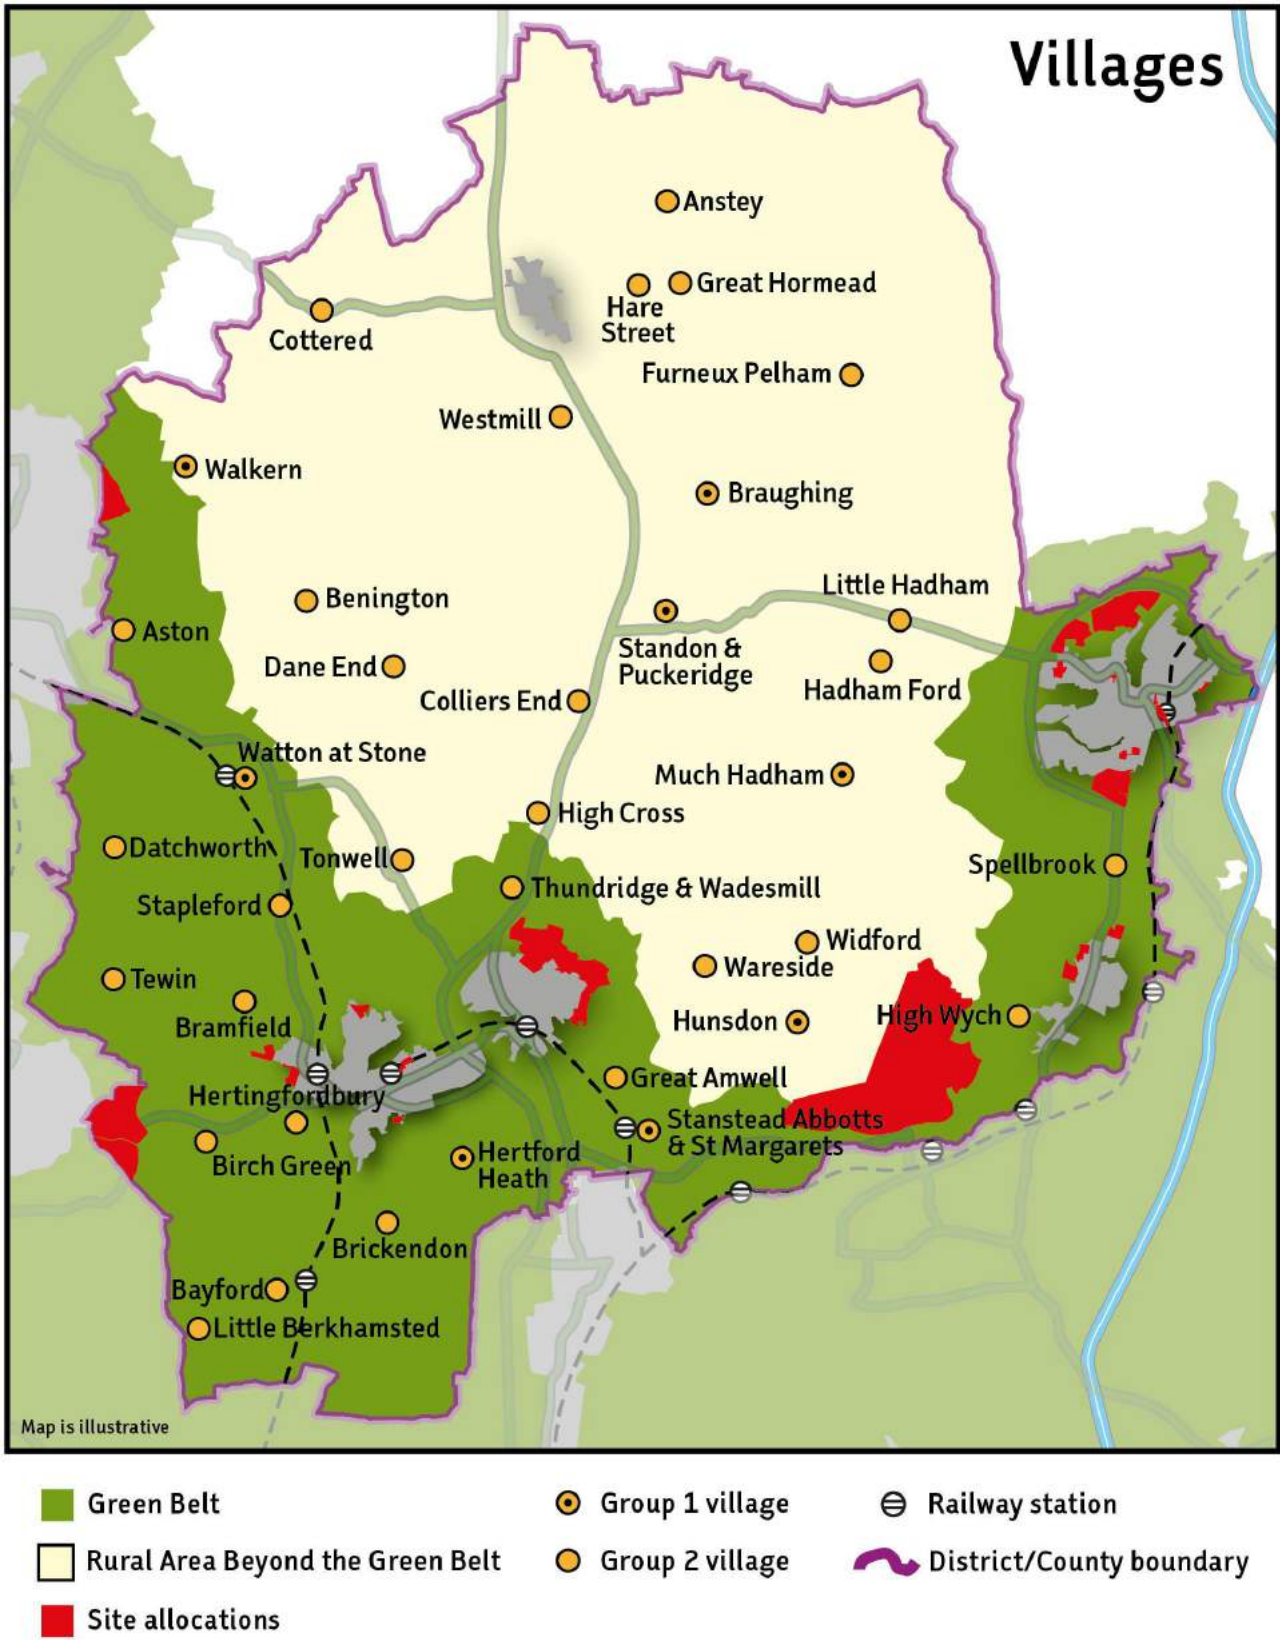 Villages
Anstey
Great Hormead
Hare
Street
Cottered
Furneux Pelham
Westmill
Walkern
Braughing
Little Hadham
Benington
Aston
Standon &
Puckeridge
Dane End
Hadham Ford
Colliers End
Watton at Stone
Much Hadham
High Cross
Datchworth
Tonwell
Spellbrook
Thundridge & Wadesmill
Stapleford
Widford
Wareside
Tewin
High Wych
Hunsdon
Bramfield
Great Amwell
Hertingfordbury
Stanstead Abbotts
& St Margarets
Hertford
Heath
Birch Green
Brickendon
Bayford
Little Berkhamsted
Map is illustrative
Green Belt
Group 1 village
Railway station
Rural Area Beyond the Green Belt
Group 2 village
District/County boundary
Site allocations